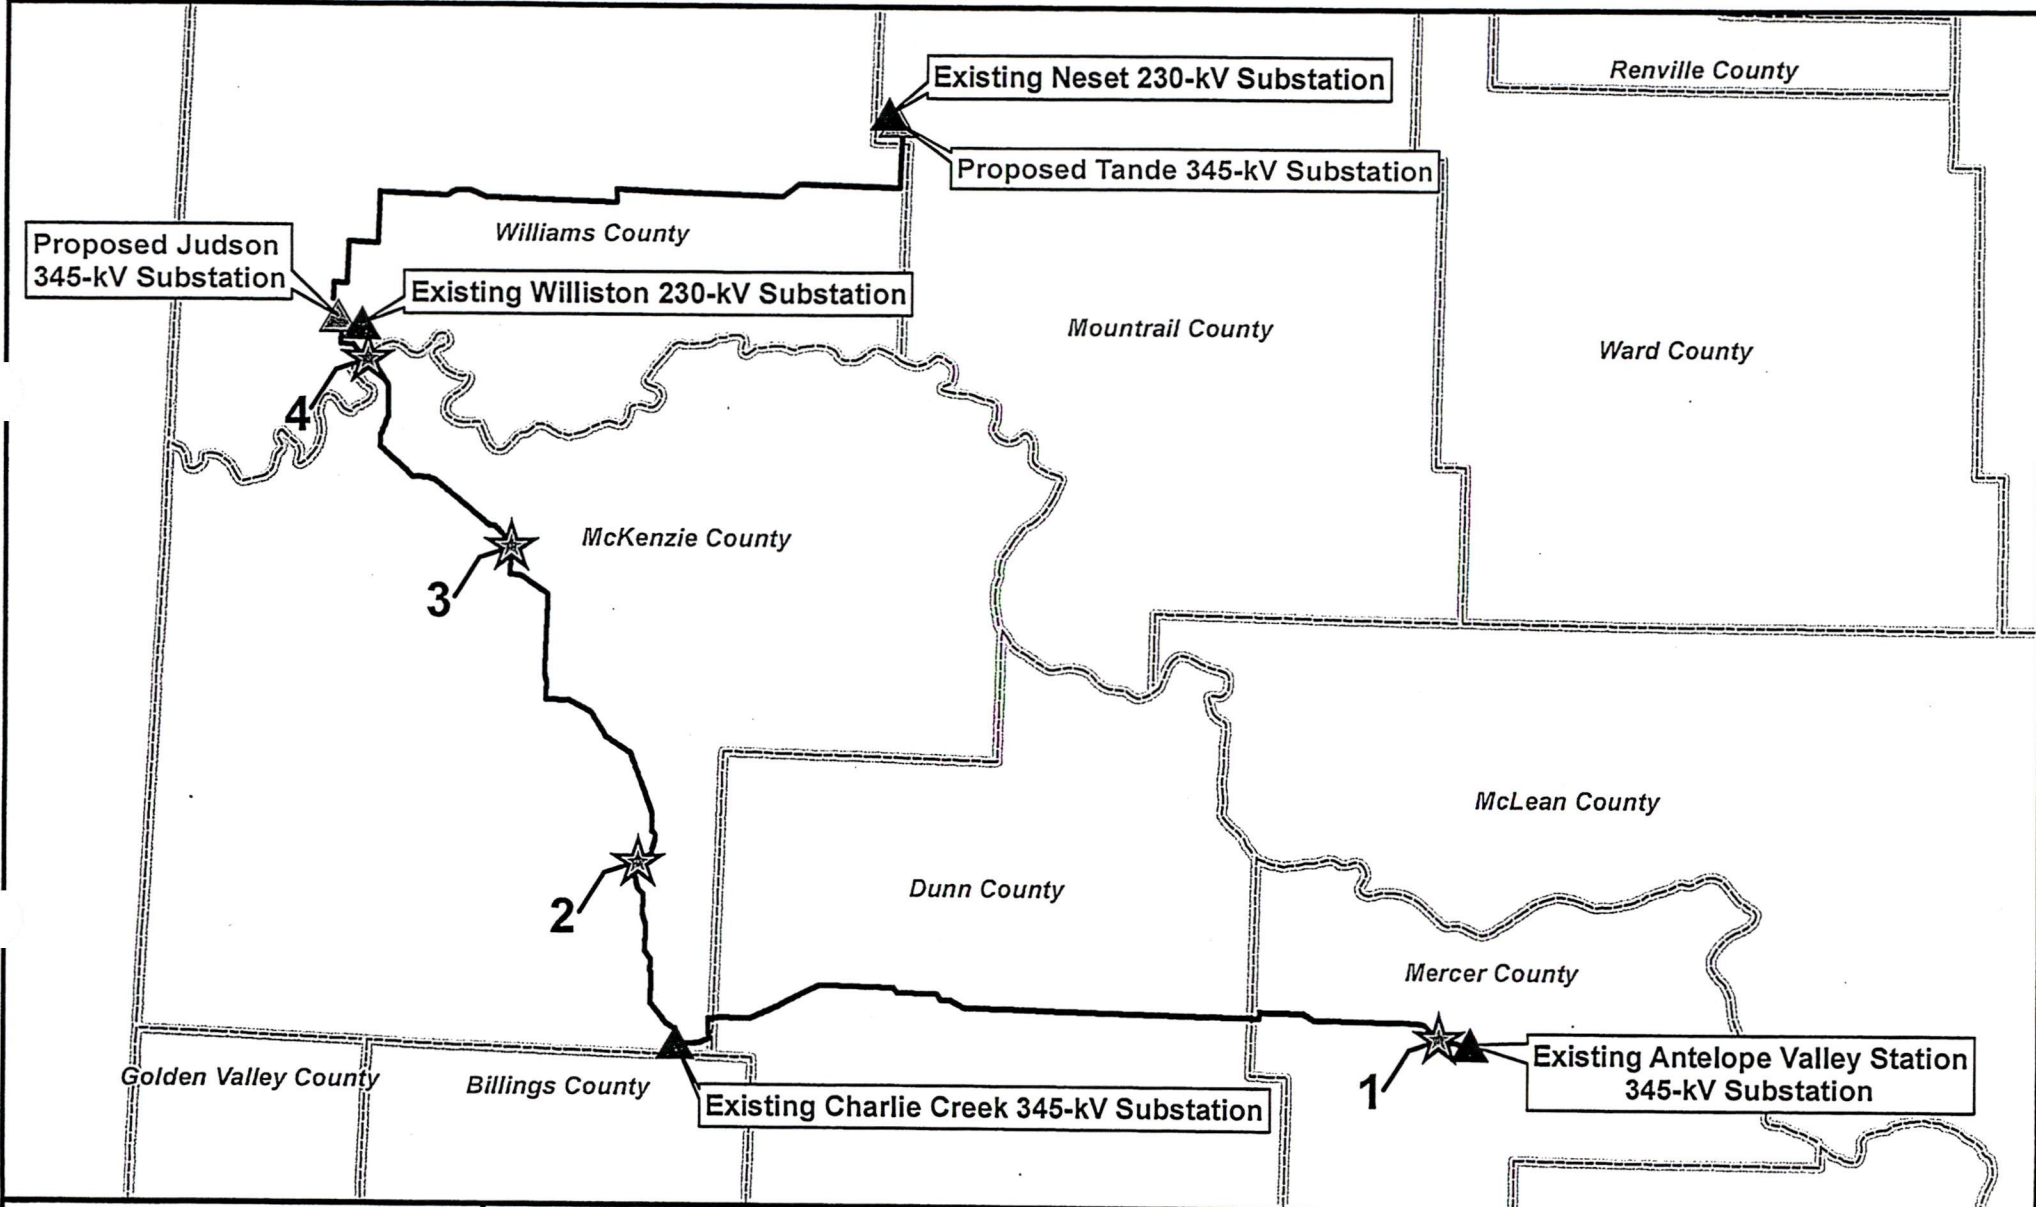 Renville County
Existing Neset 230-kV Substation
Proposed Tande 345-kV Substation
Williams County
Proposed Judson
345-kV Substation
Existing Williston 230-kV Substation
Mountrail County
Ward County
4
McKenzie County
3
McLean County
Dunn County
2
Mercer County
Golden Valley County
Billings County
Existing Charlie Creek 345-kV Substation
1
Existing Antelope Valley Station
345-kV Substation